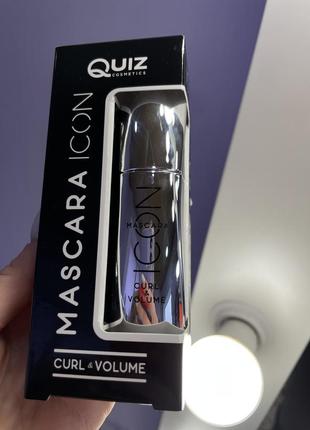 QUIZ
COSMETICS
MASCARA ICON
MASCARA
ICON
CURL
&
VOLUME
CURL & VOLUME